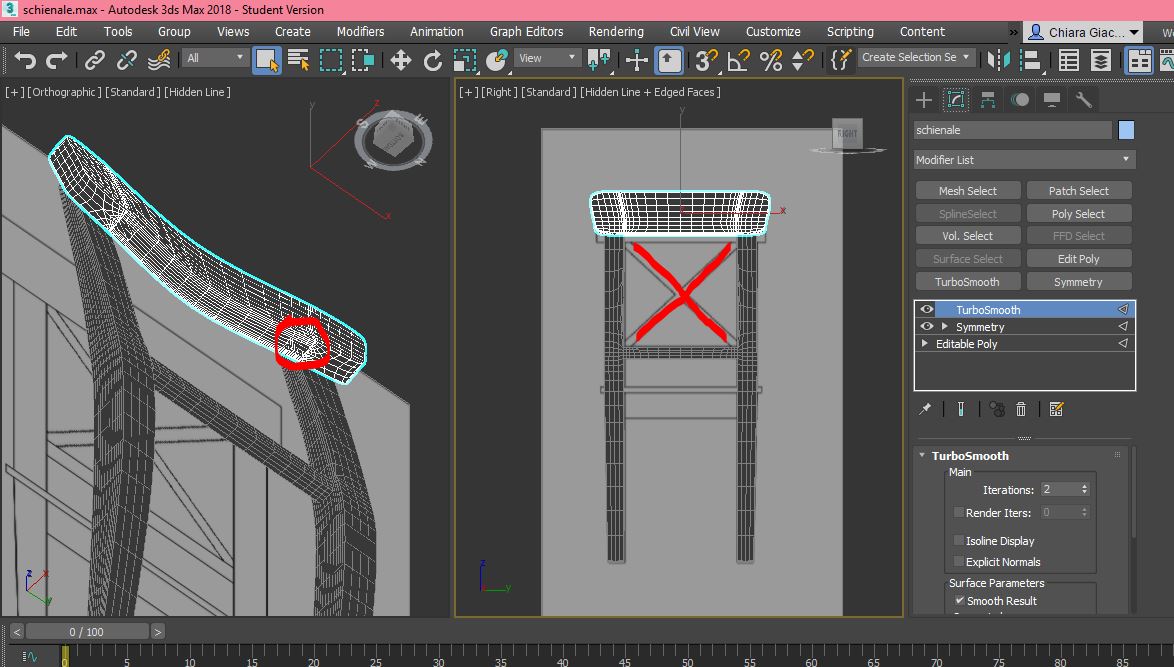 schienale.max - Autodesk 3ds Max 2018 - Student Version
File Edit Tools Group Views Create Modifiers Animation Graph Editors Rendering Civil View Customize Scripting Content » Chiara Giac...
All View 3 Create Selection Se
[+] [Orthographic ] [Standard ] [Hidden Line ]
[+] [Right ] [Standard ] [Hidden Line + Edged Faces ]
y z x
S E W N
y RIGHT
x
z x y
z y
schienale
Modifier List
Mesh Select Patch Select
SplineSelect Poly Select
Vol. Select FFD Select
Surface Select Edit Poly
TurboSmooth Symmetry
TurboSmooth
Symmetry
Editable Poly
TurboSmooth
Main
Iterations: 2
Render Iters: 0
Isoline Display
Explicit Normals
Surface Parameters
Smooth Result
< 0 / 100 >
0 5 10 15 20 25 30 35 40 45 50 55 60 65 70 75 80 85